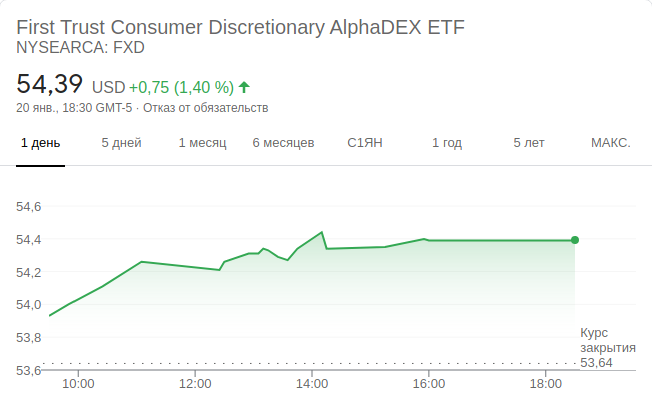 First Trust Consumer Discretionary AlphaDEX ETF
NYSEARCA: FXD
54,39 USD +0,75 (1,40 %)
20 янв., 18:30 GMT-5 · Отказ от обязательств
1 день 5 дней 1 месяц 6 месяцев С1ЯН 1 год 5 лет МАКС.
54,6
54,4
54,2
54,0
53,8
53,6
Курс
закрытия
53,64
10:00 12:00 14:00 16:00 18:00